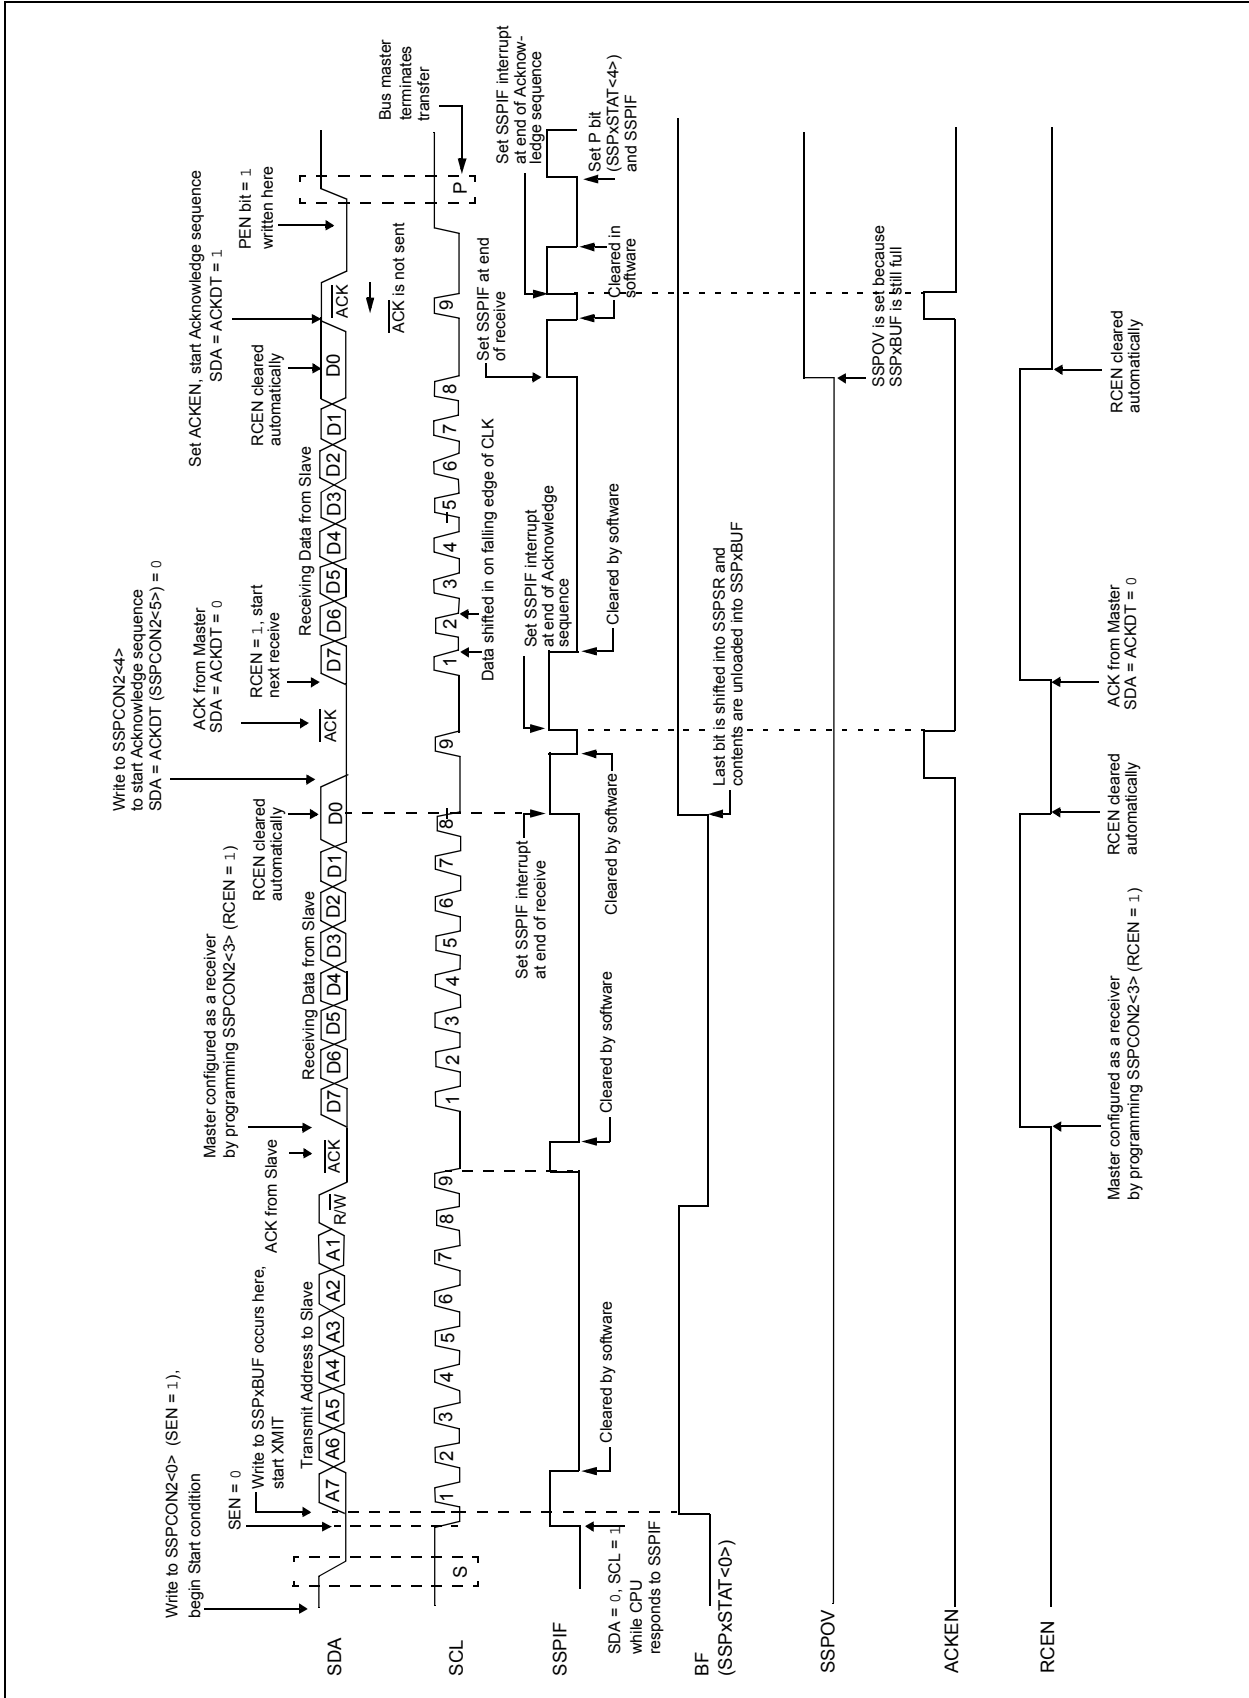 Write to SSPCON2<0> (SEN = 1),
begin Start condition
SEN = 0
Write to SSPxBUF occurs here,
start XMIT
ACK from Slave
Master configured as a receiver
by programming SSPCON2<3> (RCEN = 1)
RCEN cleared
automatically
Write to SSPCON2<4>
to start Acknowledge sequence
SDA = ACKDT (SSPCON2<5>) = 0
ACK from Master
SDA = ACKDT = 0
RCEN = 1, start
next receive
RCEN cleared
automatically
Set ACKEN, start Acknowledge sequence
SDA = ACKDT = 1
PEN bit = 1
written here
Transmit Address to Slave
Receiving Data from Slave
Receiving Data from Slave
SDA
A7 A6 A5 A4 A3 A2 A1 R/W ACK
D7 D6 D5 D4 D3 D2 D1 D0 ACK
D7 D6 D5 D4 D3 D2 D1 D0 ACK
ACK is not sent
Bus master
terminates
transfer
SCL
S 1 2 3 4 5 6 7 8 9
1 2 3 4 5 6 7 8 9
1 2 3 4 5 6 7 8 9 P
Data shifted in on falling edge of CLK
Set SSPIF interrupt
at end of receive
Set SSPIF interrupt
at end of Acknowledge
sequence
Set SSPIF at end
of receive
Set SSPIF interrupt
at end of Acknow-
ledge sequence
SSPIF
SDA = 0, SCL = 1
while CPU
responds to SSPIF
Cleared by software
Cleared by software
Cleared by software
Cleared by software
Cleared in
software
Set P bit
(SSPxSTAT<4>)
and SSPIF
BF
(SSPxSTAT<0>)
Last bit is shifted into SSPSR and
contents are unloaded into SSPxBUF
SSPOV
SSPOV is set because
SSPxBUF is still full
ACKEN
RCEN
Master configured as a receiver
by programming SSPCON2<3> (RCEN = 1)
RCEN cleared
automatically
ACK from Master
SDA = ACKDT = 0
RCEN cleared
automatically